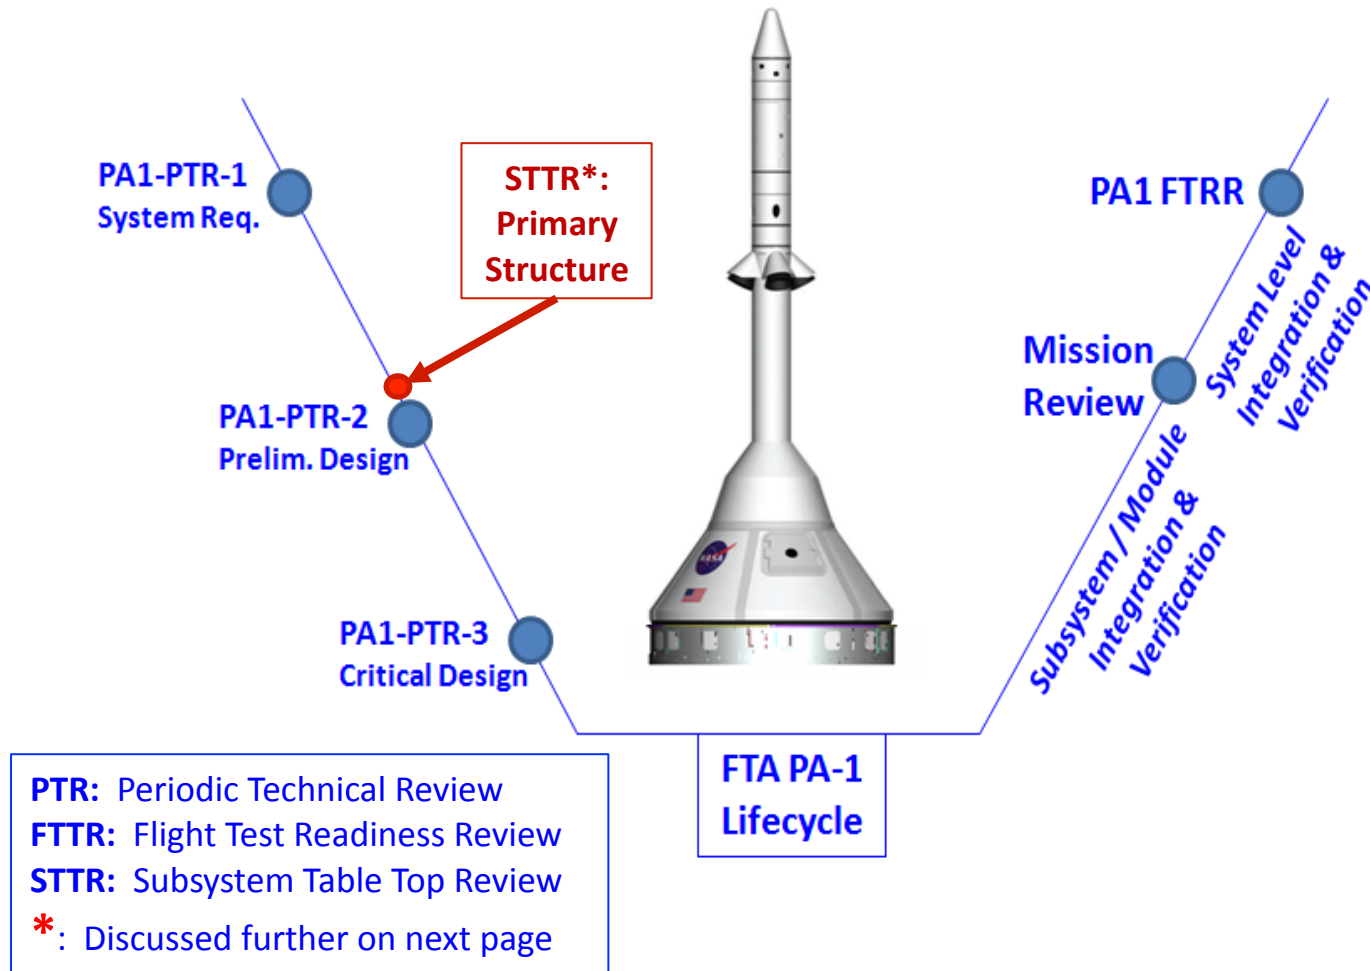 PA1-PTR-1
System Req.
STTR*:
Primary
Structure
PA1-PTR-2
Prelim. Design
PA1-PTR-3
Critical Design
NASA
FTA PA-1
Lifecycle
PA1 FTRR
System Level
Integration &
Verification
Mission
Review
Subsystem / Module
Integration &
Verification
PTR: Periodic Technical Review
FTTR: Flight Test Readiness Review
STTR: Subsystem Table Top Review
*: Discussed further on next page